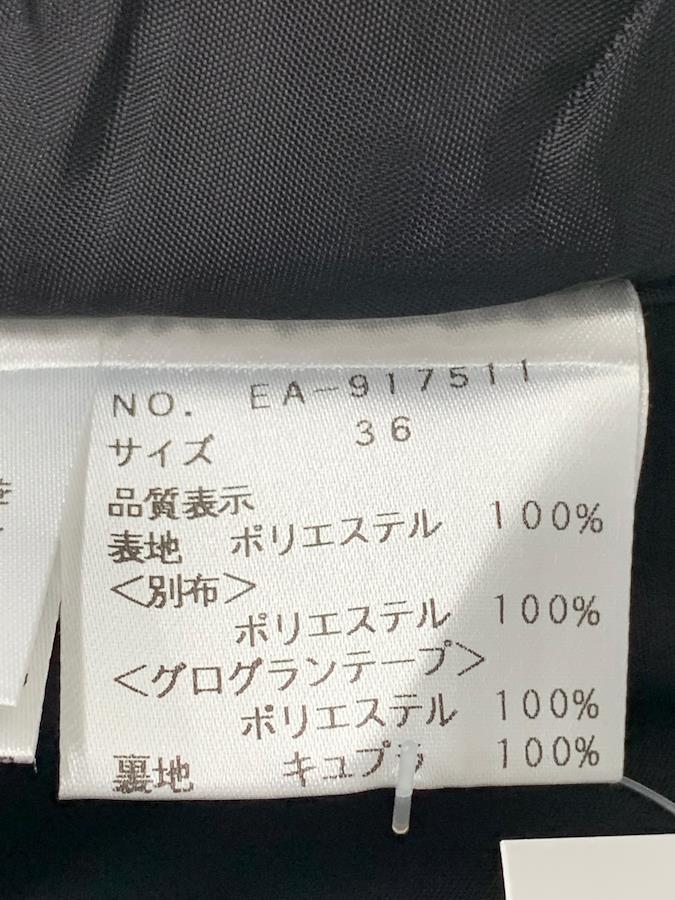 NO. EA-917511
サイズ 36
品質表示
表地 ポリエステル 100%
<別布>
ポリエステル 100%
<グログランテープ>
ポリエステル 100%
裏地 キュプラ 100%